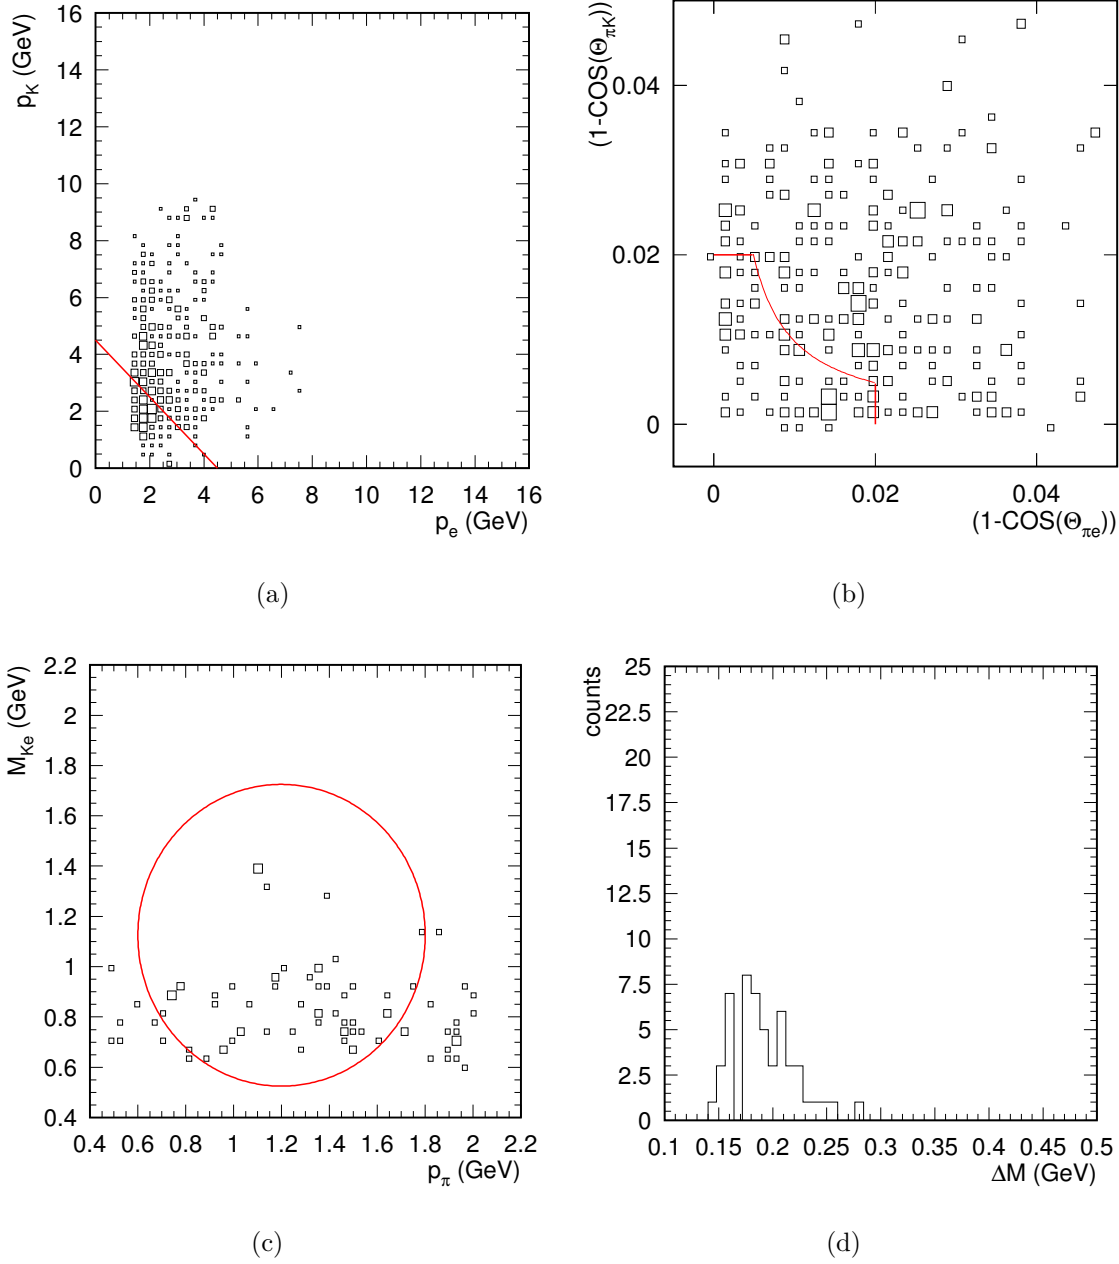 p_K (GeV)
16
14
12
10
8
6
4
2
0
0 2 4 6 8 10 12 14 16
p_e (GeV)
(a)
(1-COS(Θ_πK))
0.04
0.02
0
0 0.02 0.04
(1-COS(Θ_πe))
(b)
M_Ke (GeV)
2.2
2
1.8
1.6
1.4
1.2
1
0.8
0.6
0.4
0.4 0.6 0.8 1 1.2 1.4 1.6 1.8 2 2.2
p_π (GeV)
(c)
counts
25
22.5
20
17.5
15
12.5
10
7.5
5
2.5
0
0.1 0.15 0.2 0.25 0.3 0.35 0.4 0.45 0.5
ΔM (GeV)
(d)